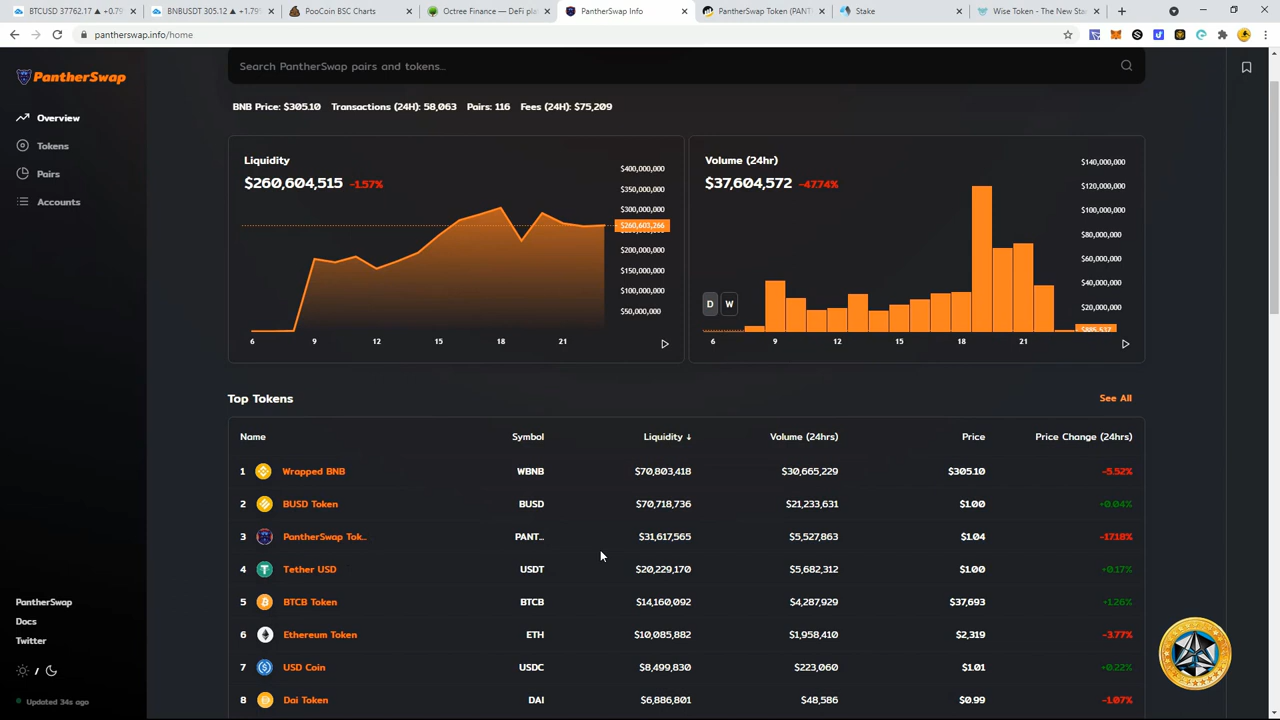 BTCUSD 37762.17 ▲ +0.79
BNBUSDT 305.12 ▲ +1.79
PooCoin BSC Charts
Octree Finance — DeFi pla
PantherSwap Info
PantherSwap Token (PANT
Stake
Wise Token - The New Sta
pantherswap.info/home
PantherSwap
Search PantherSwap pairs and tokens...
BNB Price: $305.10 Transactions (24H): 58,063 Pairs: 116 Fees (24H): $75,209
Overview
Tokens
Pairs
Accounts
Liquidity
$260,604,515 -1.57%
$400,000,000
$350,000,000
$300,000,000
$260,603,266
$200,000,000
$150,000,000
$100,000,000
$50,000,000
6 9 12 15 18 21
Volume (24hr)
$37,604,572 -47.74%
$140,000,000
$120,000,000
$100,000,000
$80,000,000
$60,000,000
$40,000,000
$20,000,000
D W
6 9 12 15 18 21
Top Tokens
See All
Name Symbol Liquidity ↓ Volume (24hrs) Price Price Change (24hrs)
1 Wrapped BNB WBNB $70,803,418 $30,665,229 $305.10 -5.52%
2 BUSD Token BUSD $70,718,736 $21,233,631 $1.00 +0.04%
3 PantherSwap Tok.. PANT... $31,617,565 $5,527,863 $1.04 -17.18%
4 Tether USD USDT $20,229,170 $5,682,312 $1.00 +0.17%
5 BTCB Token BTCB $14,160,092 $4,287,929 $37,693 +1.26%
6 Ethereum Token ETH $10,085,882 $1,958,410 $2,319 -3.77%
7 USD Coin USDC $8,499,830 $223,060 $1.01 +0.22%
8 Dai Token DAI $6,886,801 $48,586 $0.99 -1.07%
PantherSwap
Docs
Twitter
/
Updated 34s ago